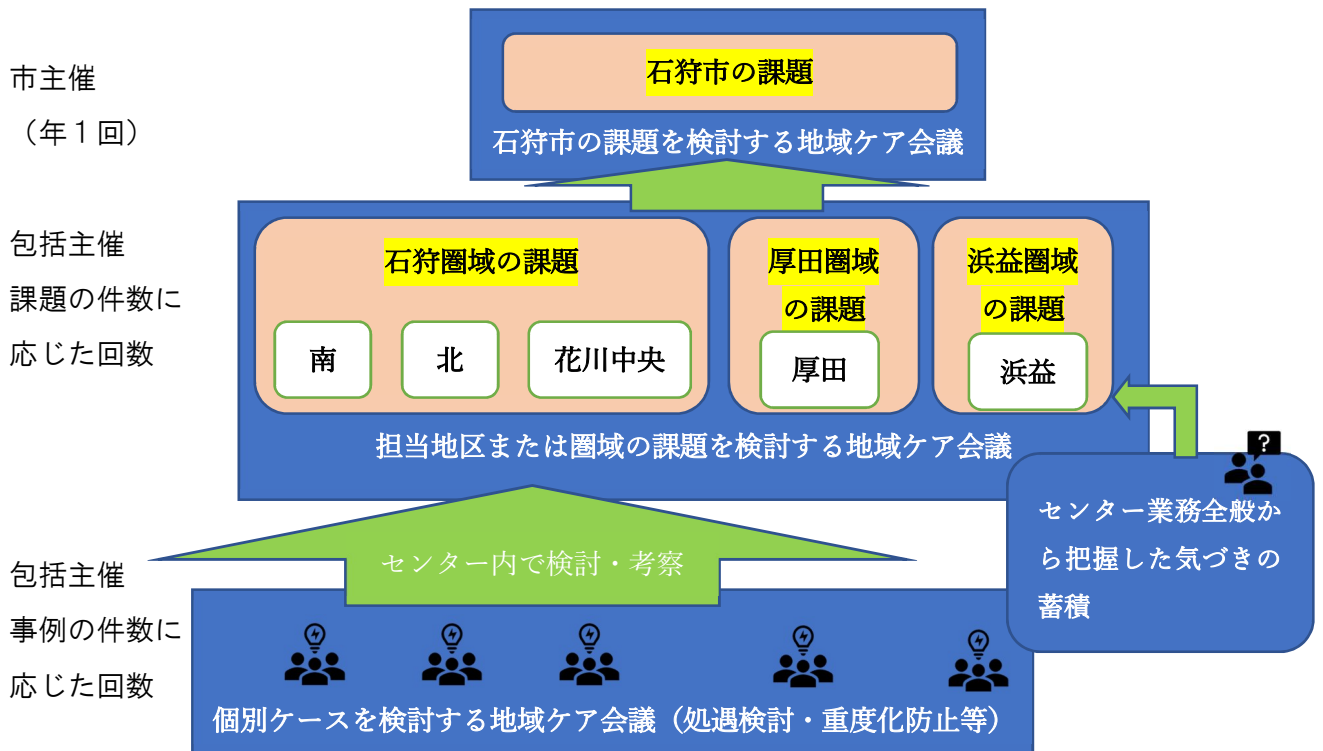 市主催
（年１回）
石狩市の課題
石狩市の課題を検討する地域ケア会議
包括主催
課題の件数に
応じた回数
石狩圏域の課題
南
北
花川中央
厚田圏域
の課題
厚田
浜益圏域
の課題
浜益
担当地区または圏域の課題を検討する地域ケア会議
?
センター業務全般か
ら把握した気づきの
蓄積
センター内で検討・考察
包括主催
事例の件数に
応じた回数
個別ケースを検討する地域ケア会議（処遇検討・重度化防止等）